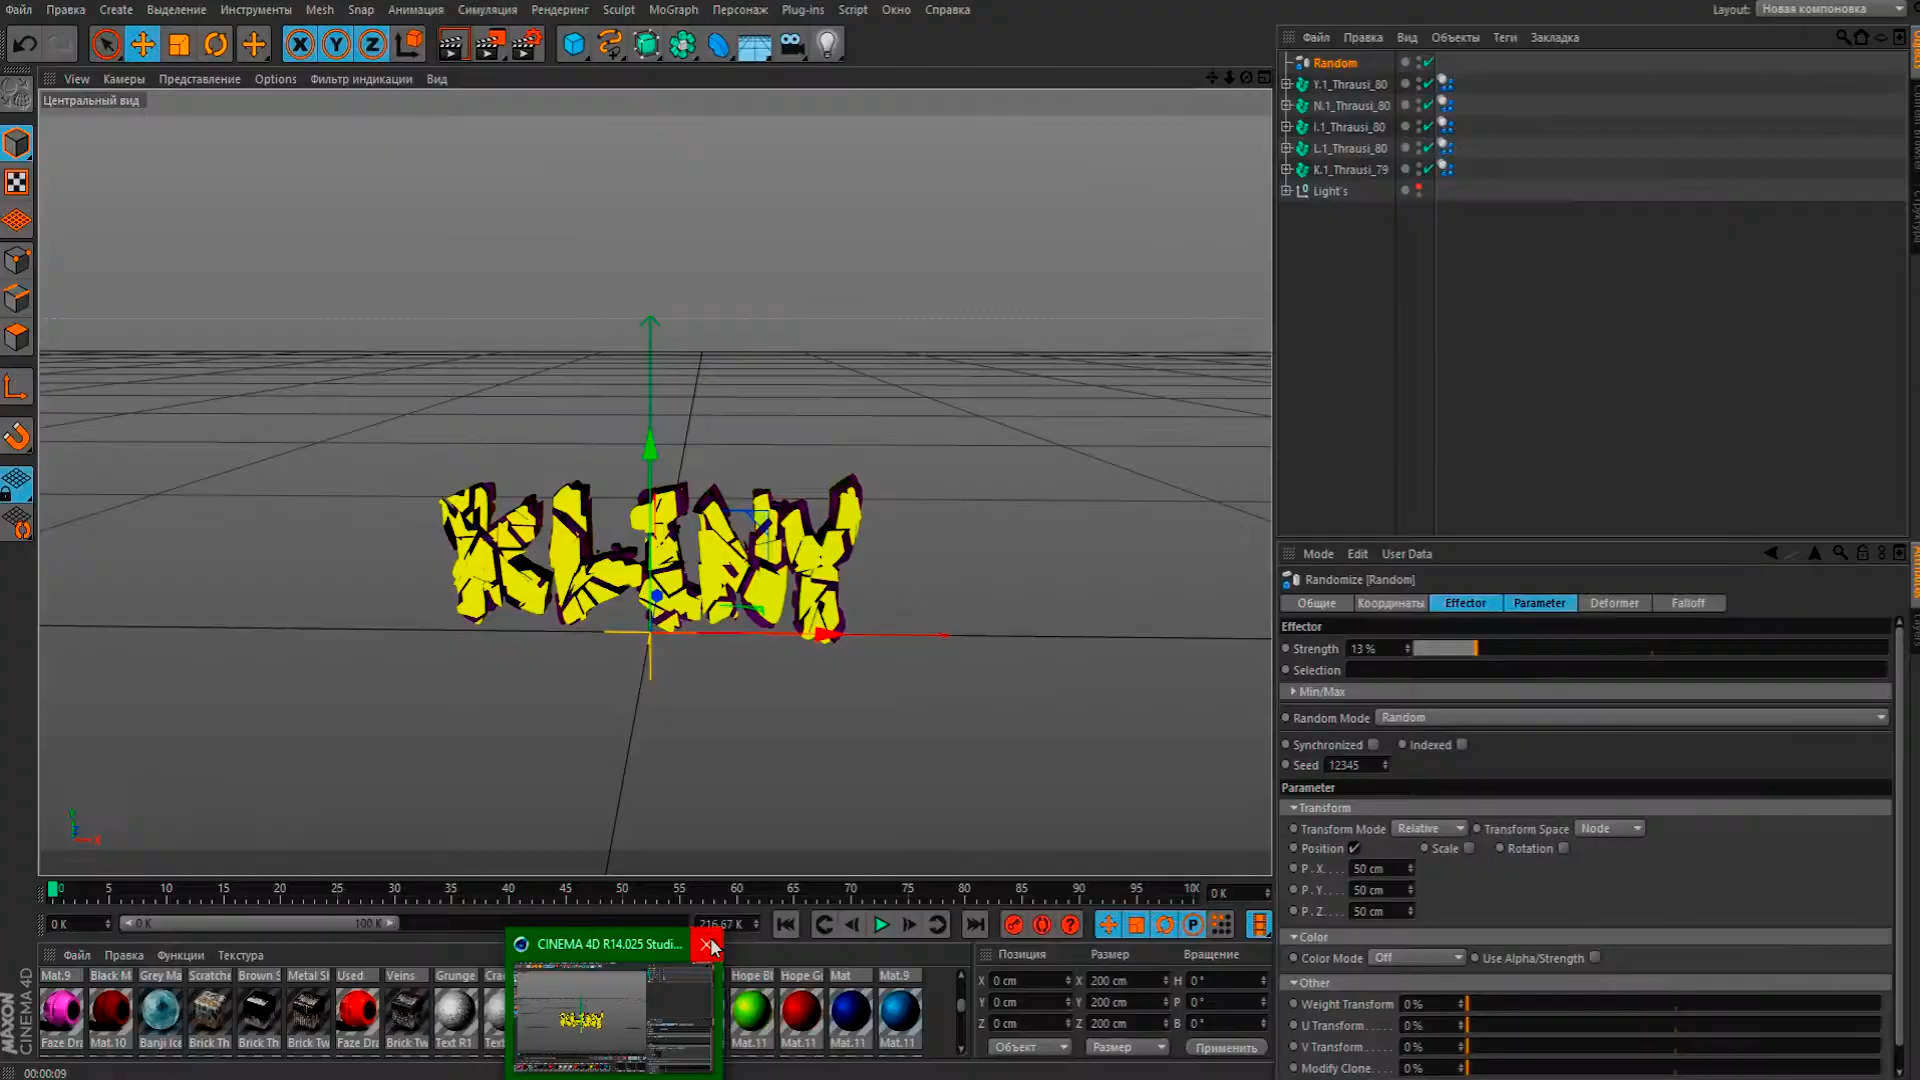 Файл Правка Create Выделение Инструменты Mesh Snap Анимация Симуляция Рендеринг Sculpt MoGraph Персонаж Plug-ins Script Окно Справка
Layout: Новая компоновка
Файл Правка Вид Объекты Теги Закладка
View Камеры Представление Options Фильтр индикации Вид
Центральный вид
Random
Y.1_Thrausi_80
N.1_Thrausi_80
I.1_Thrausi_80
L.1_Thrausi_80
K.1_Thrausi_79
Light's
KLINY
Mode Edit User Data
Randomize [Random]
Общие Координаты Effector Parameter Deformer Falloff
Effector
Strength 13 %
Selection
Min/Max
Random Mode Random
Synchronized Indexed
Seed 12345
Parameter
Transform
Transform Mode Relative Transform Space Node
Position Scale Rotation
P . X. . . . 50 cm
P . Y. . . . 50 cm
P . Z. . . . 50 cm
Color
Color Mode Off Use Alpha/Strength
Other
Weight Transform 0 %
U Transform . . . 0 %
V Transform . . . 0 %
Modify Clone. . . . 0 %
0 5 10 15 20 25 30 35 40 45 50 55 60 65 70 75 80 85 90 95 100 0 K
0 K 0 K 100 K 216.67 K
Файл Правка Функции Текстура
CINEMA 4D R14.025 Studi...
Позиция Размер Вращение
X 0 cm X 200 cm H 0 °
Y 0 cm Y 200 cm P 0 °
Z 0 cm Z 200 cm B 0 °
Объект Размер Применить
Mat.9 Black M Grey Ma Scratche Brown S Metal Sl Used Veins Grunge Hope Bl Hope G Mat Mat.9
Faze Dra Mat.10 Banji Ice Brick Th Brick Th Brick Tw Faze Dra Brick Tw Text R1 Mat.11 Mat.11 Mat.11 Mat.11
MAXON
CINEMA 4D
00:00:09